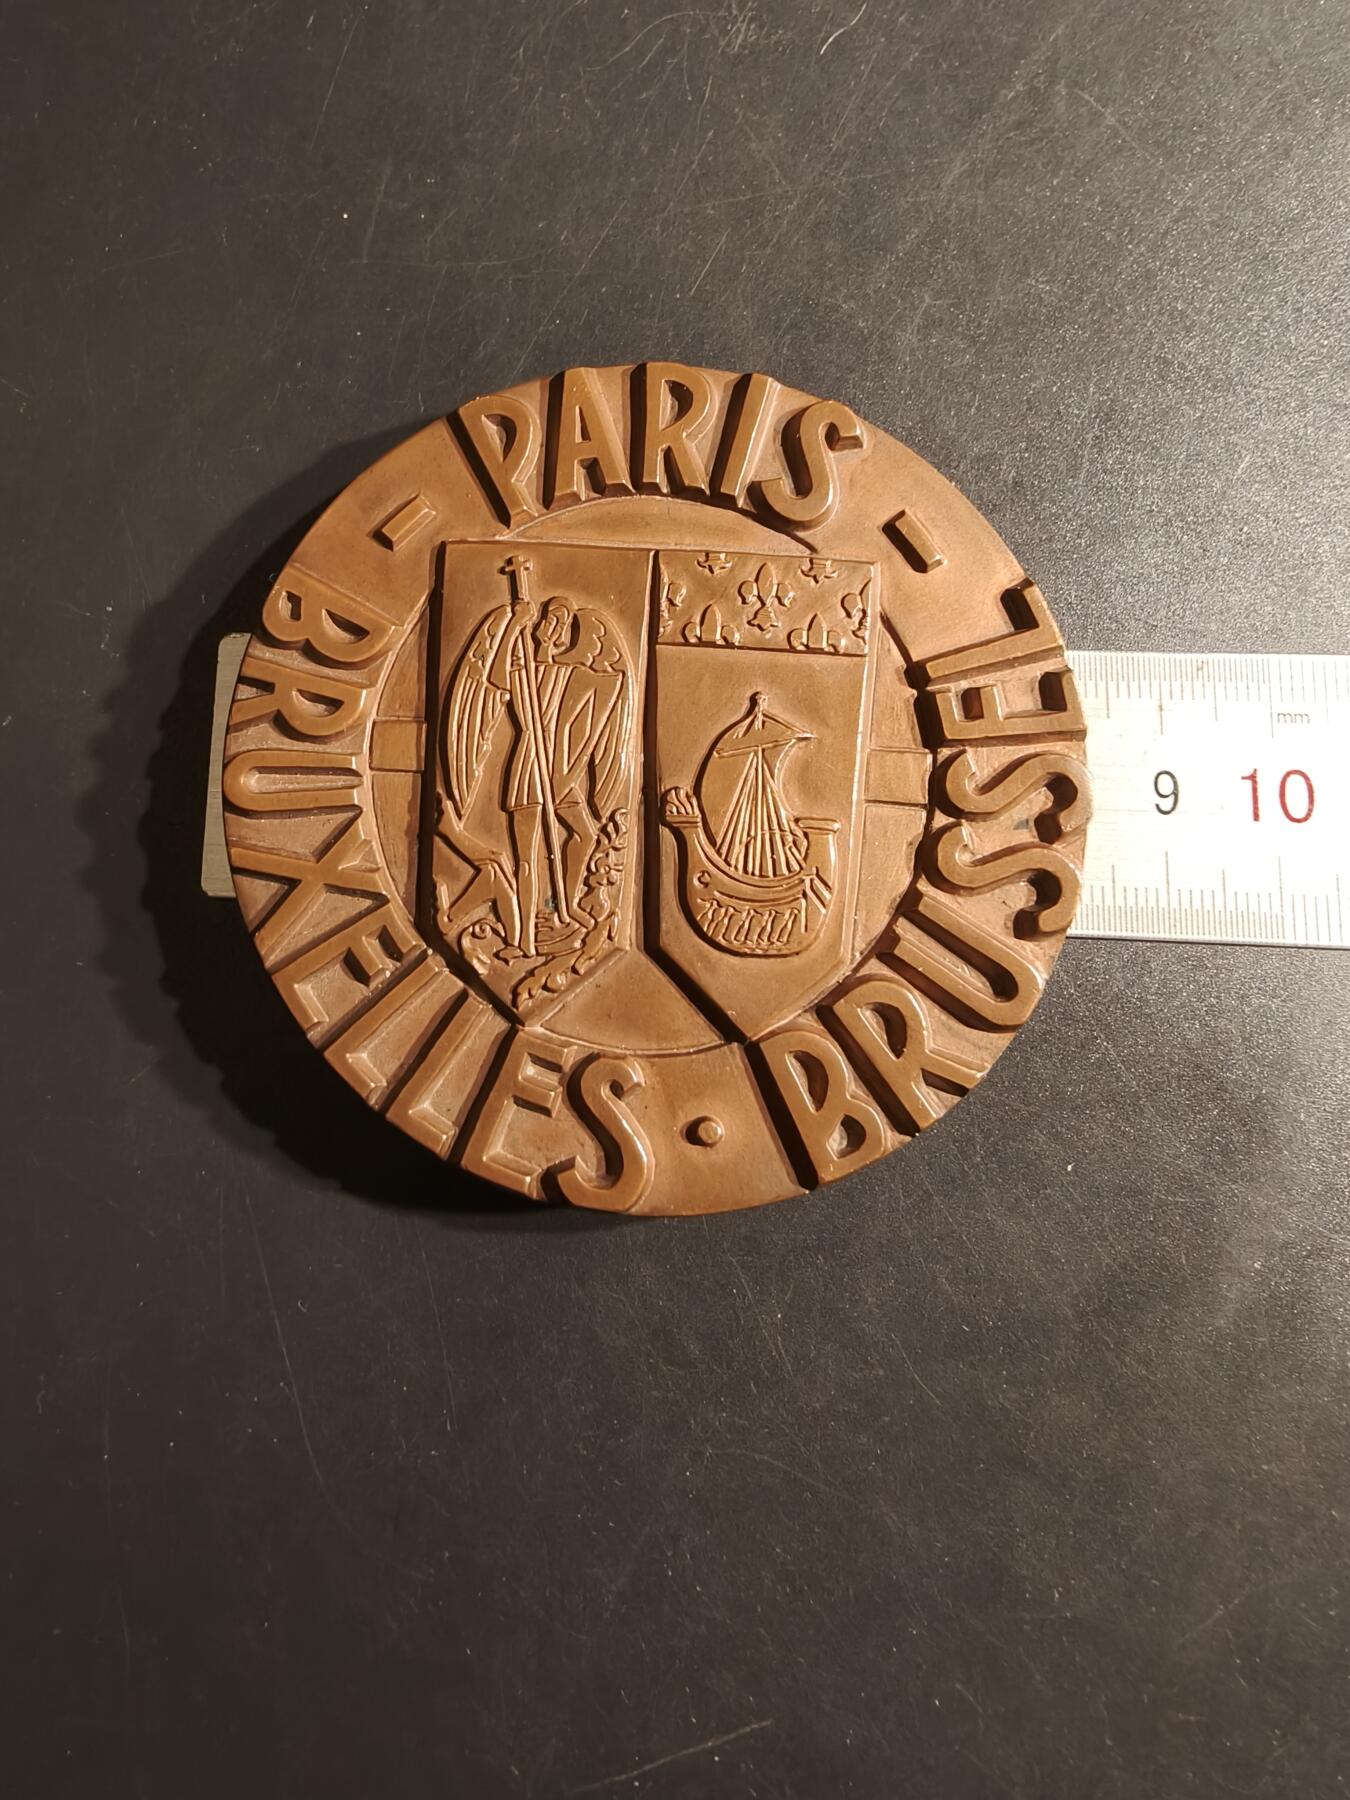 PARIS
- BRUXELLES · BRUSSEL -
mm
9 10